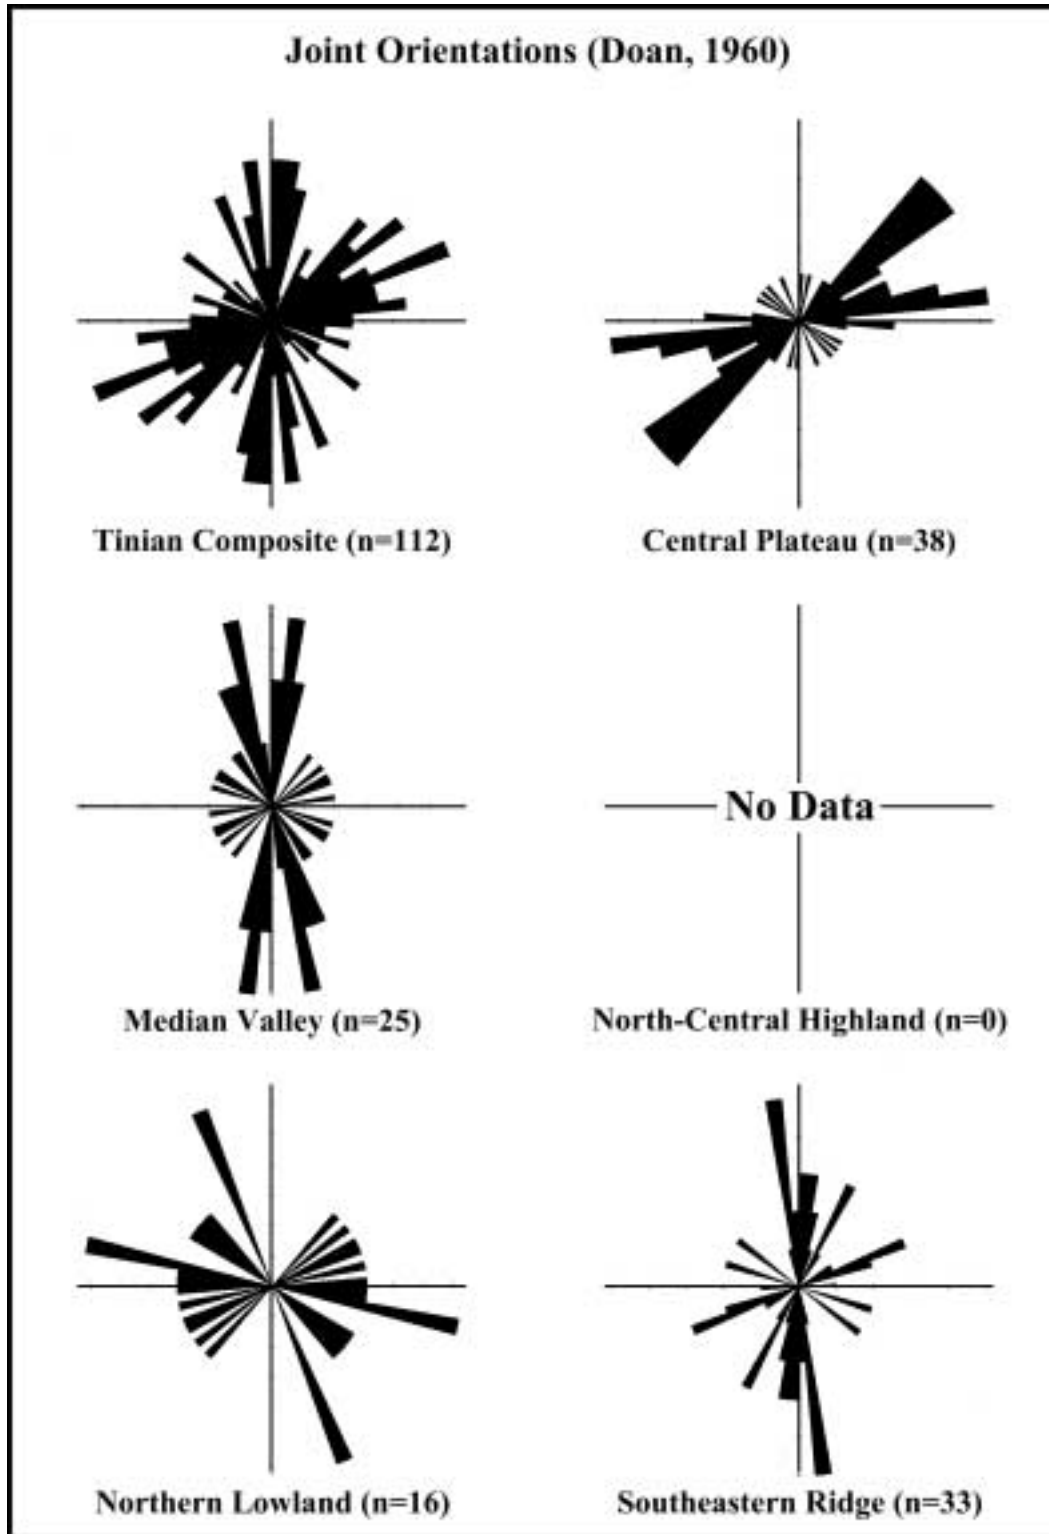 Joint Orientations (Doan, 1960)
Tinian Composite (n=112)
Central Plateau (n=38)
No Data
Median Valley (n=25)
North-Central Highland (n=0)
Northern Lowland (n=16)
Southeastern Ridge (n=33)